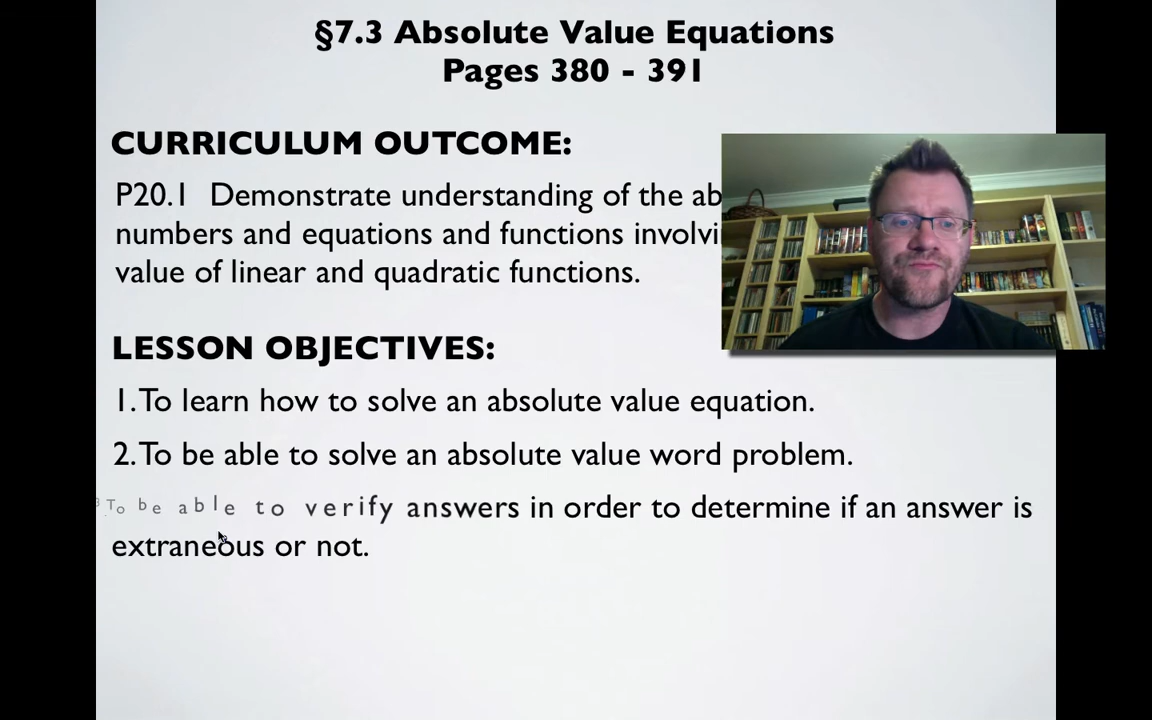 §7.3 Absolute Value Equations
Pages 380 - 391
CURRICULUM OUTCOME:
P20.1 Demonstrate understanding of the
numbers and equations and functions
value of linear and quadratic functions.
LESSON OBJECTIVES:
1. To learn how to solve an absolute value equation.
2. To be able to solve an absolute value word problem.
3 To be able to verify answers in order to determine if an answer is
extraneous or not.